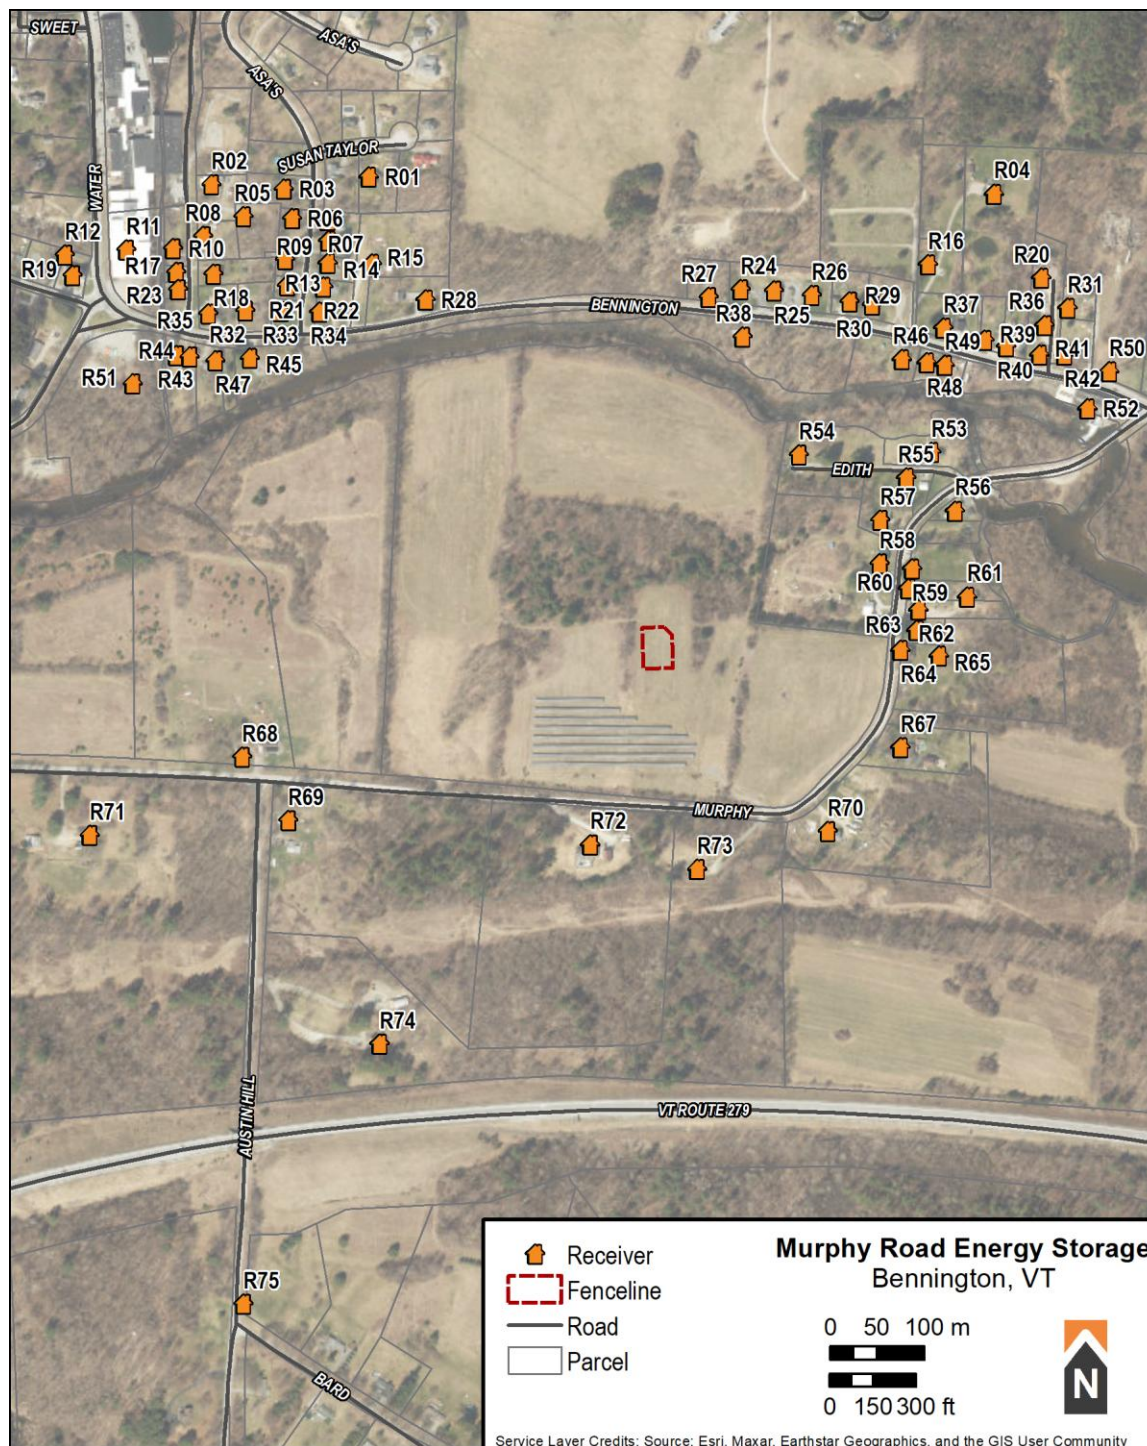 SWEET
ASA'S
ASA'S
WATER
SUSAN TAYLOR
R02
R05
R03
R01
R04
R12
R11
R08
R06
R16
R19
R17
R10
R09
R07
R15
R20
R23
R13
R14
R28
R27
R24
R26
R31
R35
R18
R21
R22
BENNINGTON
R38
R25
R29
R37
R36
R32
R33
R34
R30
R46
R49
R39
R44
R45
R41
R50
R51
R43
R47
R48
R40
R42
R52
R54
R53
R55
EDITH
R57
R56
R58
R60
R61
R59
R63
R62
R64
R65
R68
R67
R71
R69
MURPHY
R70
R72
R73
R74
AUSTIN HILL
VT ROUTE 279
R75
BARD
Receiver
Fenceline
Road
Parcel
Murphy Road Energy Storage
Bennington, VT
0 50 100 m
0 150 300 ft
N
Service Layer Credits: Source: Esri, Maxar, Earthstar Geographics, and the GIS User Community